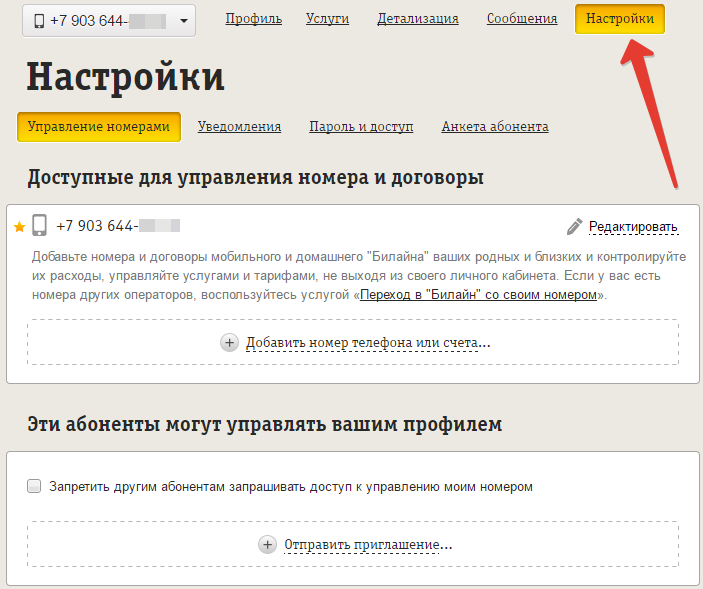 +7 903 644-
Профиль Услуги Детализация Сообщения Настройки
Настройки
Управление номерами Уведомления Пароль и доступ Анкета абонента
Доступные для управления номера и договоры
+7 903 644- Редактировать
Добавьте номера и договоры мобильного и домашнего "Билайна" ваших родных и близких и контролируйте
их расходы, управляйте услугами и тарифами, не выходя из своего личного кабинета. Если у вас есть
номера других операторов, воспользуйтесь услугой «Переход в "Билайн" со своим номером».
Добавить номер телефона или счета...
Эти абоненты могут управлять вашим профилем
Запретить другим абонентам запрашивать доступ к управлению моим номером
Отправить приглашение...